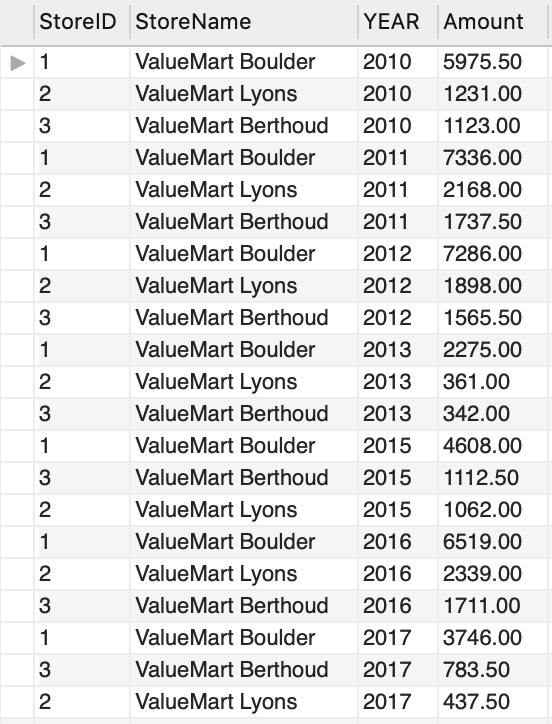 StoreID StoreName YEAR Amount
1 ValueMart Boulder 2010 5975.50
2 ValueMart Lyons 2010 1231.00
3 ValueMart Berthoud 2010 1123.00
1 ValueMart Boulder 2011 7336.00
2 ValueMart Lyons 2011 2168.00
3 ValueMart Berthoud 2011 1737.50
1 ValueMart Boulder 2012 7286.00
2 ValueMart Lyons 2012 1898.00
3 ValueMart Berthoud 2012 1565.50
1 ValueMart Boulder 2013 2275.00
2 ValueMart Lyons 2013 361.00
3 ValueMart Berthoud 2013 342.00
1 ValueMart Boulder 2015 4608.00
3 ValueMart Berthoud 2015 1112.50
2 ValueMart Lyons 2015 1062.00
1 ValueMart Boulder 2016 6519.00
2 ValueMart Lyons 2016 2339.00
3 ValueMart Berthoud 2016 1711.00
1 ValueMart Boulder 2017 3746.00
3 ValueMart Berthoud 2017 783.50
2 ValueMart Lyons 2017 437.50